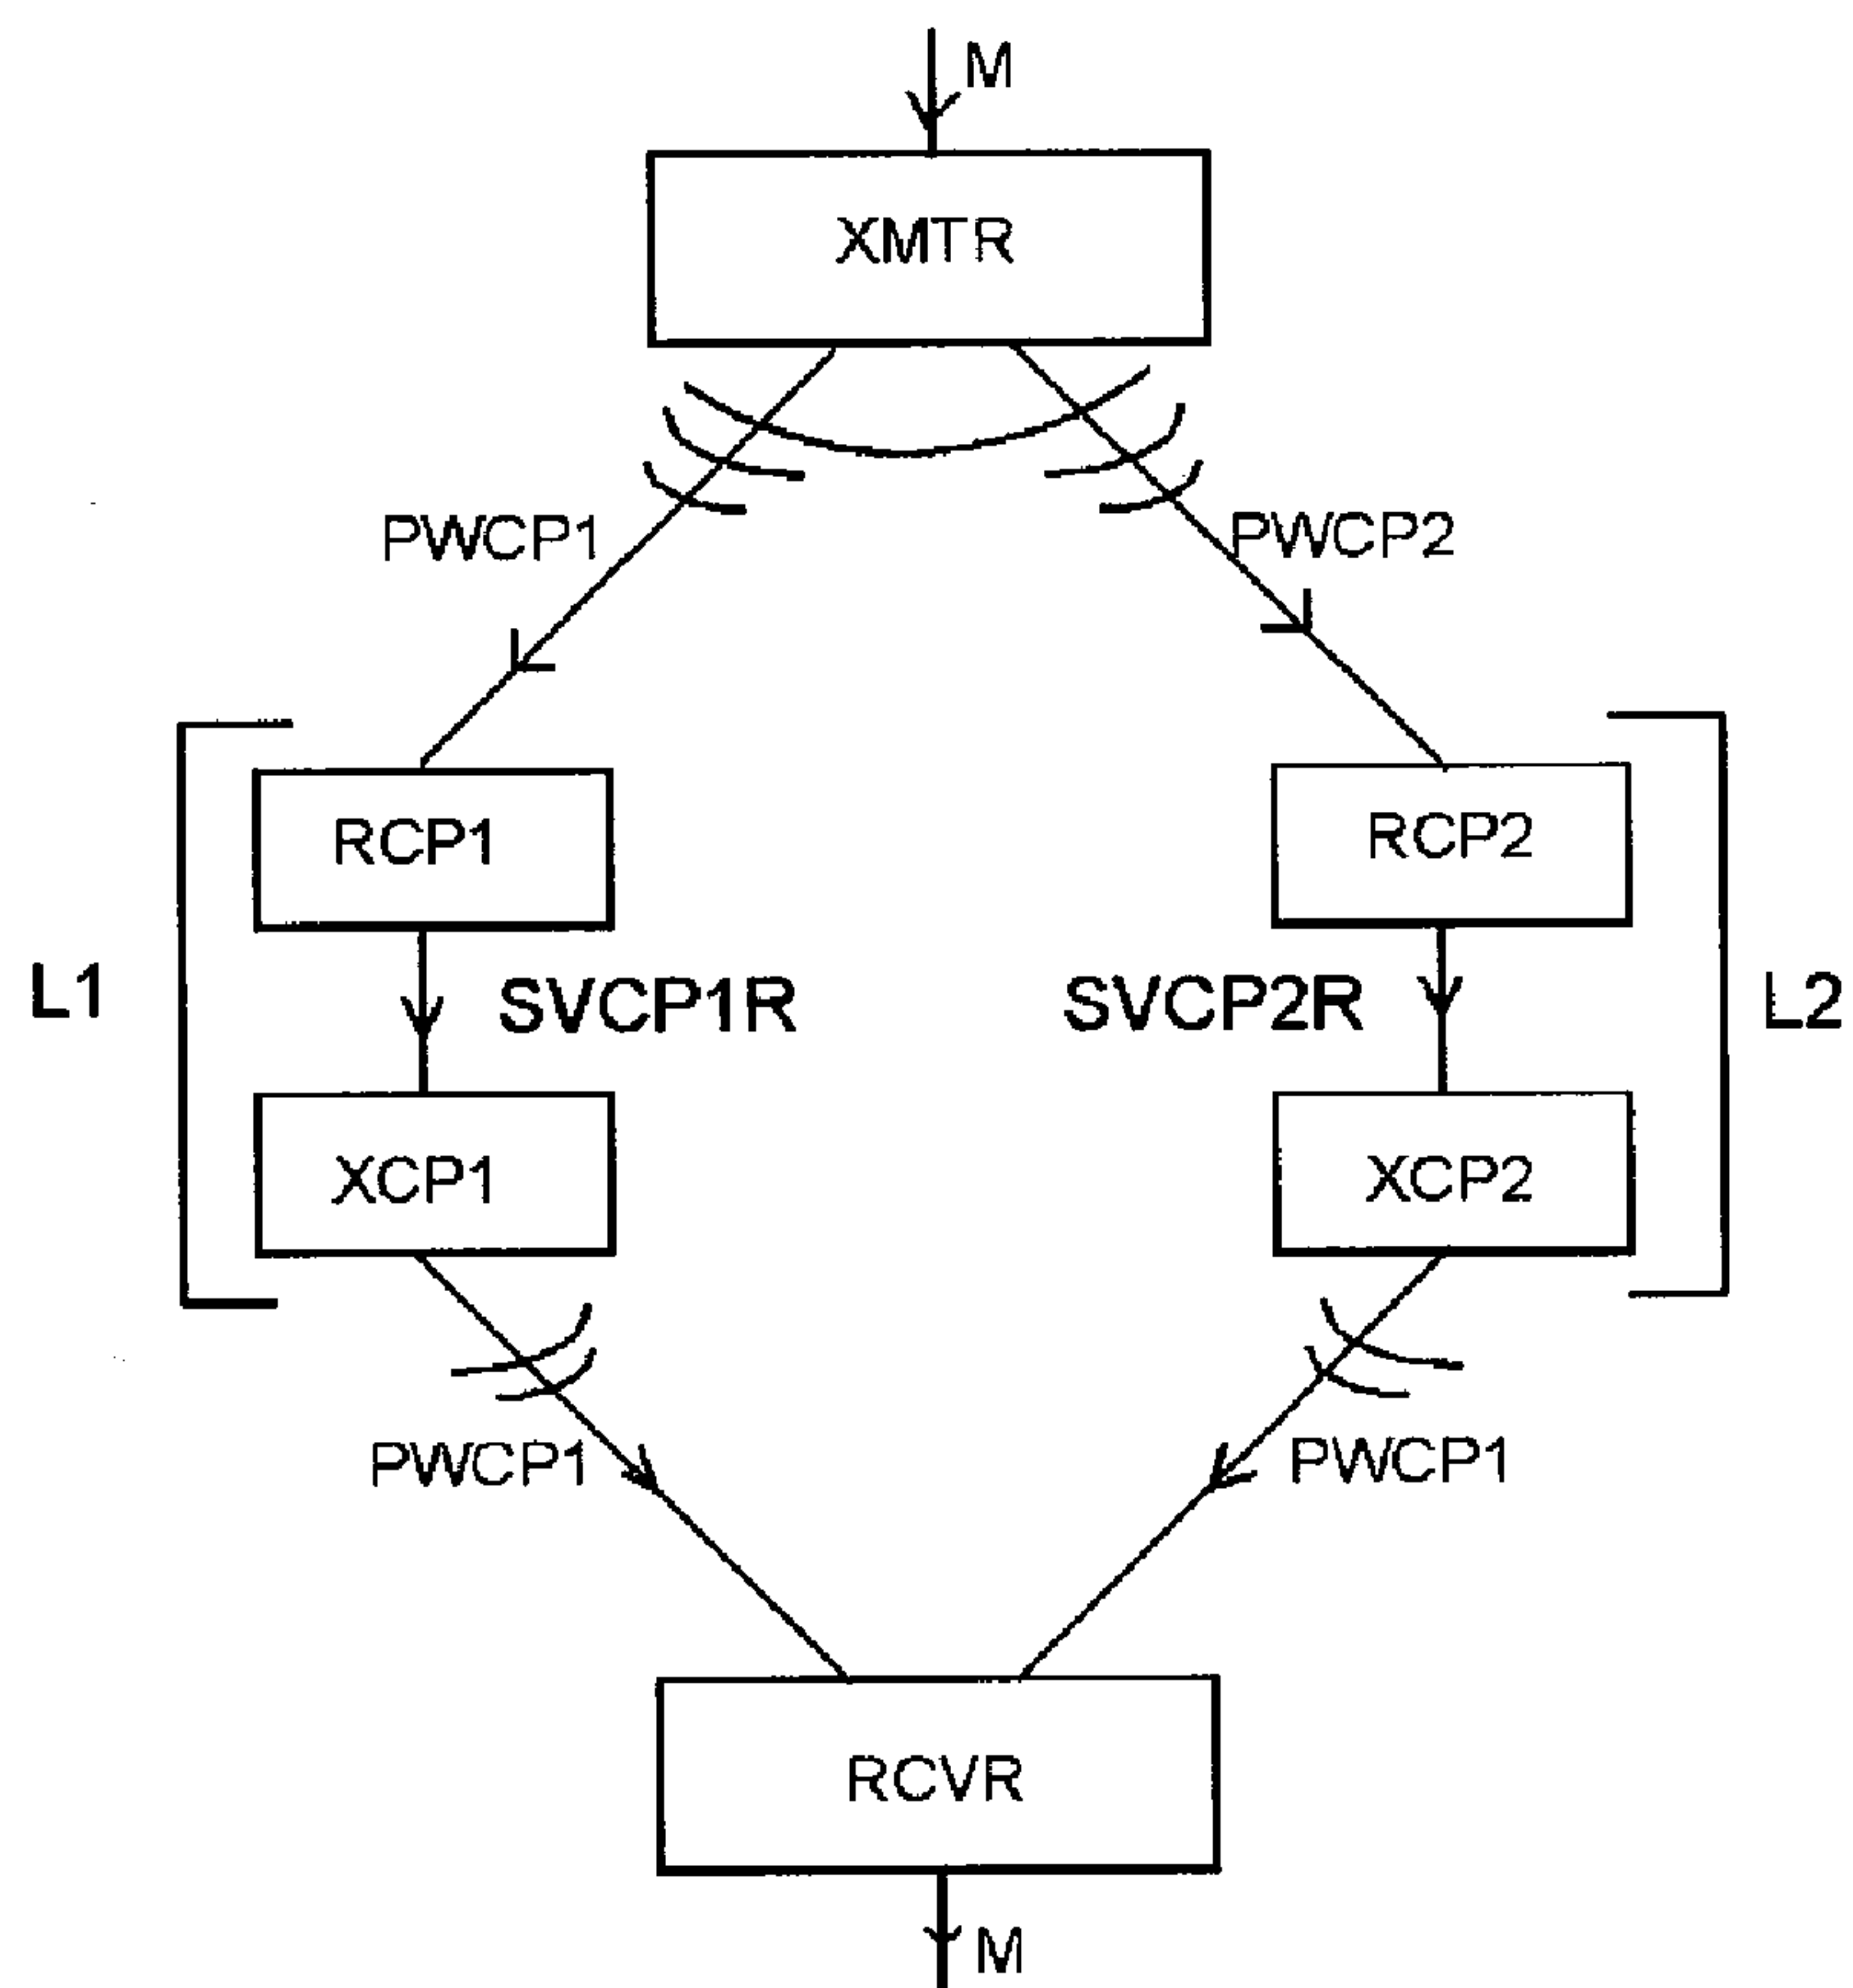 M
XMTR
PWCP1
PWCP2
RCP1
RCP2
L1
SVCP1R
SVCP2R
L2
XCP1
XCP2
PWCP1
PWCP1
RCVR
M